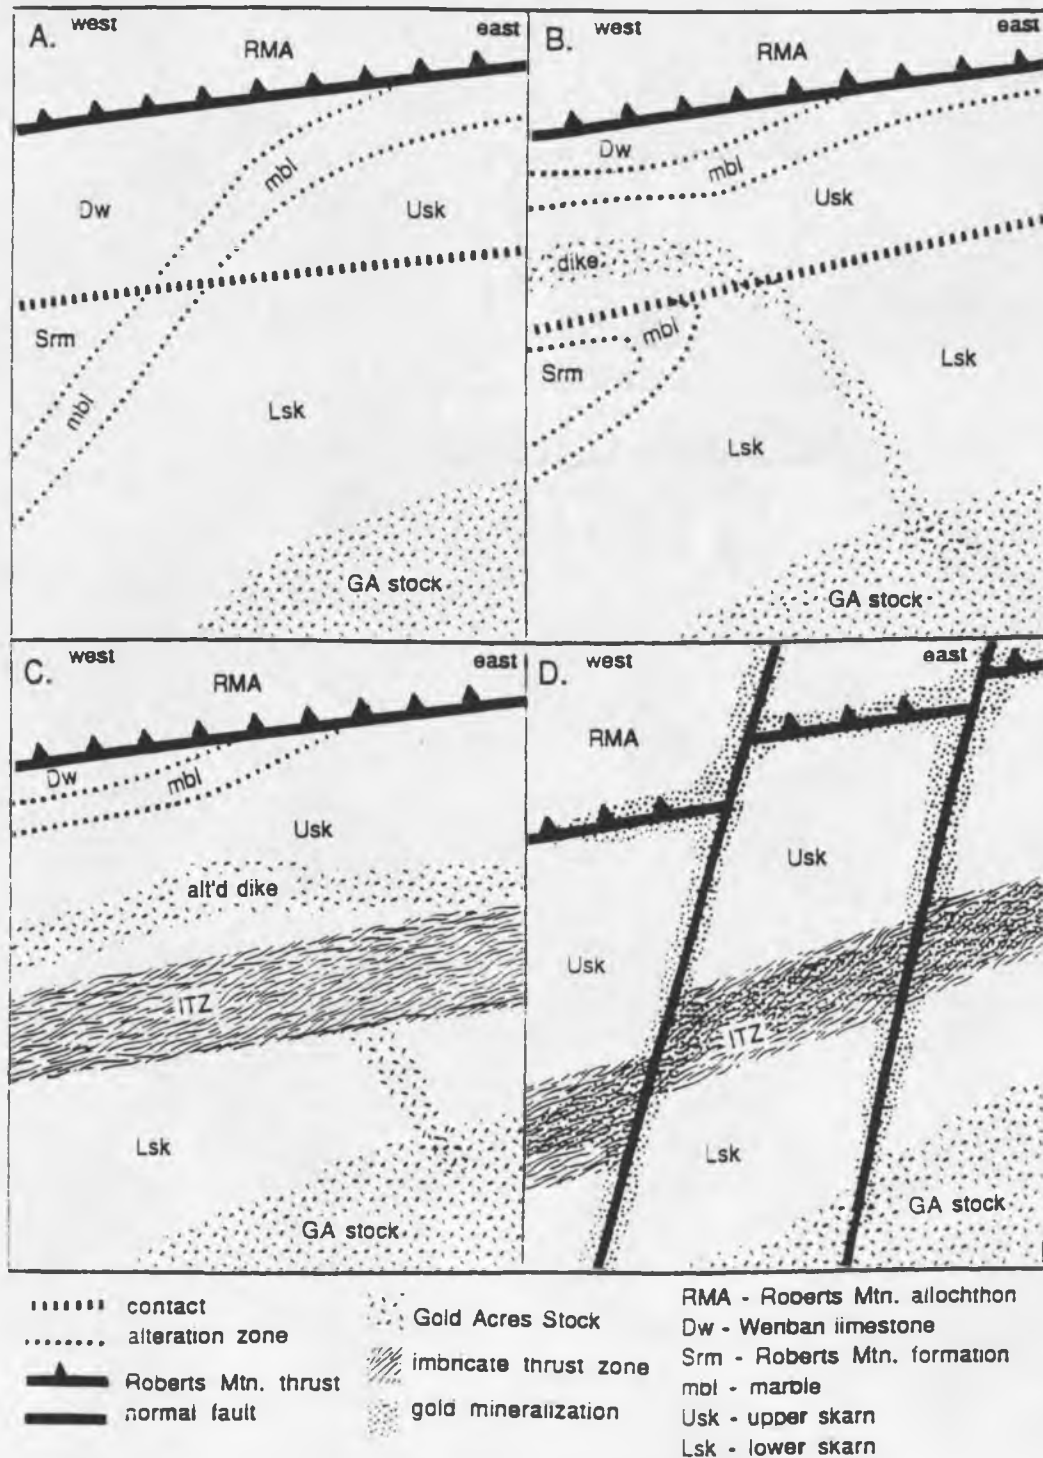 A. west east
RMA
mbl
Dw
Usk
Srm
mbl
Lsk
GA stock
B. west east
RMA
Dw
mbl
Usk
dike
mbl
Srm
Lsk
Lsk
GA stock
C. west east
RMA
Dw
mbl
Usk
alt'd dike
ITZ
Lsk
GA stock
D. west east
RMA
Usk
Usk
ITZ
Lsk
GA stock
contact
alteration zone
Roberts Mtn. thrust
normal fault
Gold Acres Stock
imbricate thrust zone
gold mineralization
RMA - Roberts Mtn. allochthon
Dw - Wenban limestone
Srm - Roberts Mtn. formation
mbl - marble
Usk - upper skarn
Lsk - lower skarn